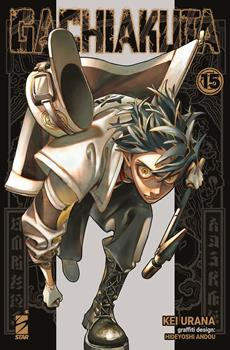 GACHIAKUTA
15
KEI URANA
graffiti design:
HIDEYOSHI ANDOU
STAR